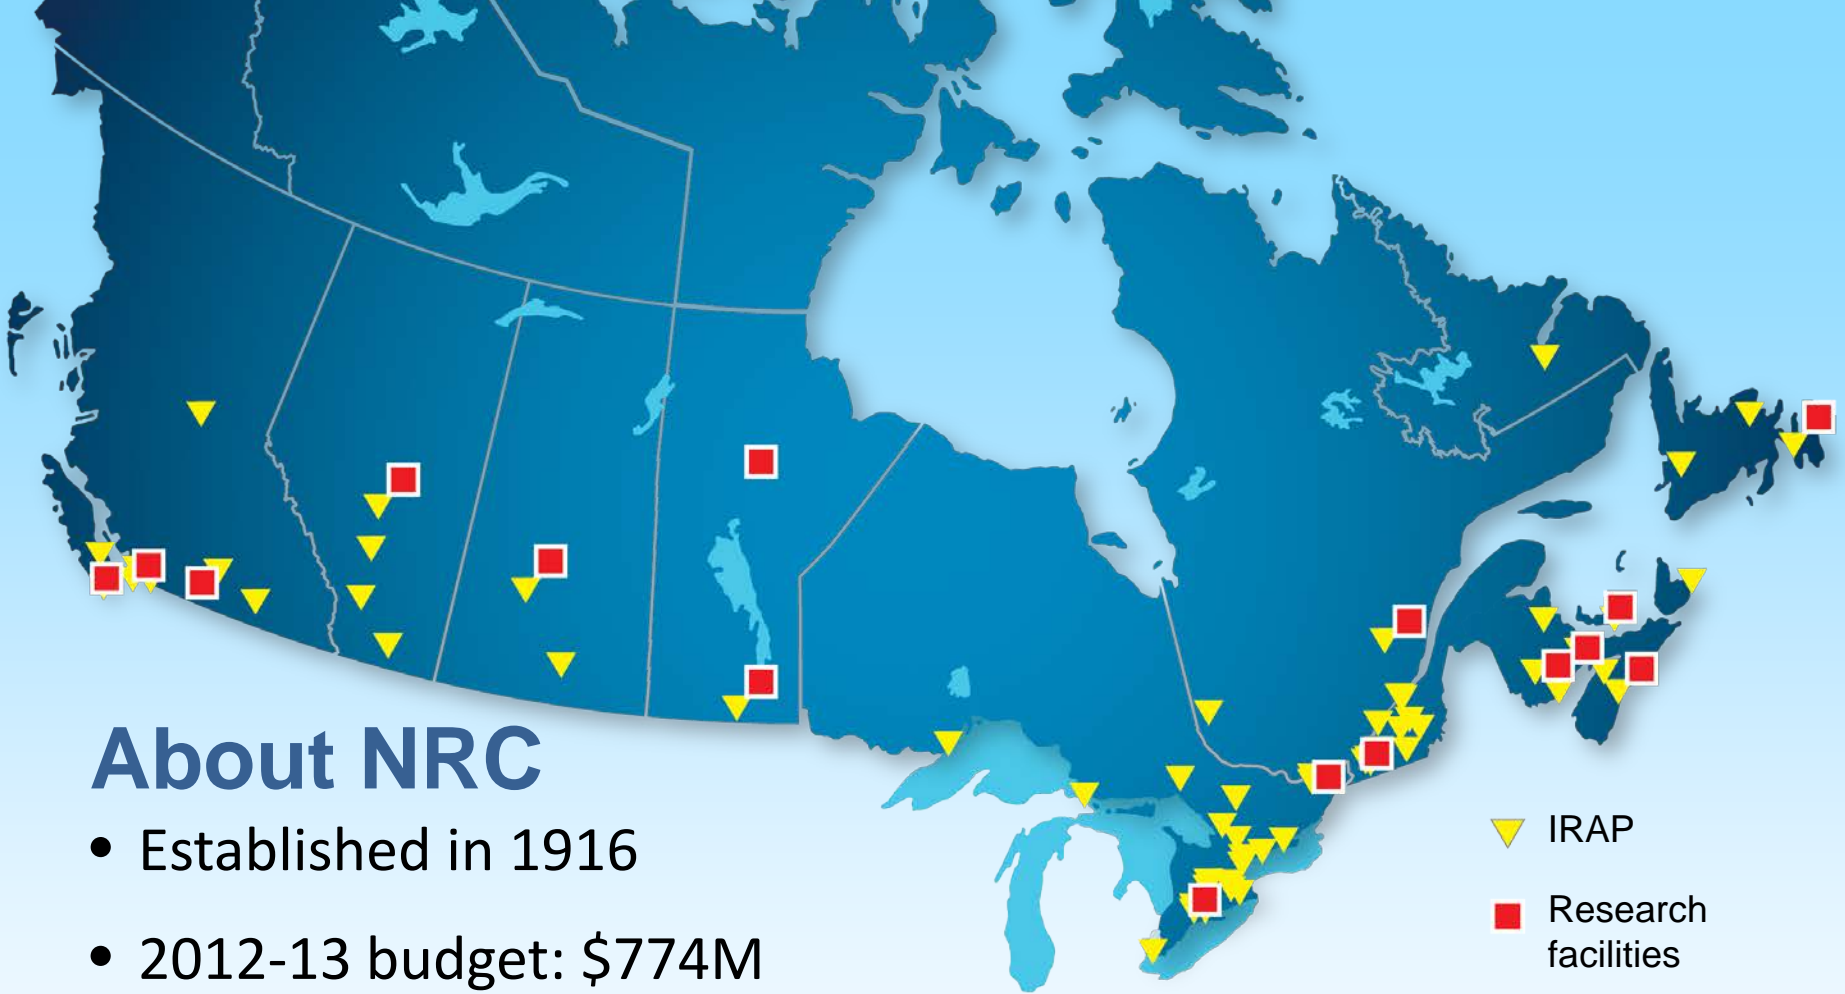 About NRC
• Established in 1916
• 2012-13 budget: $774M
IRAP
Research
facilities